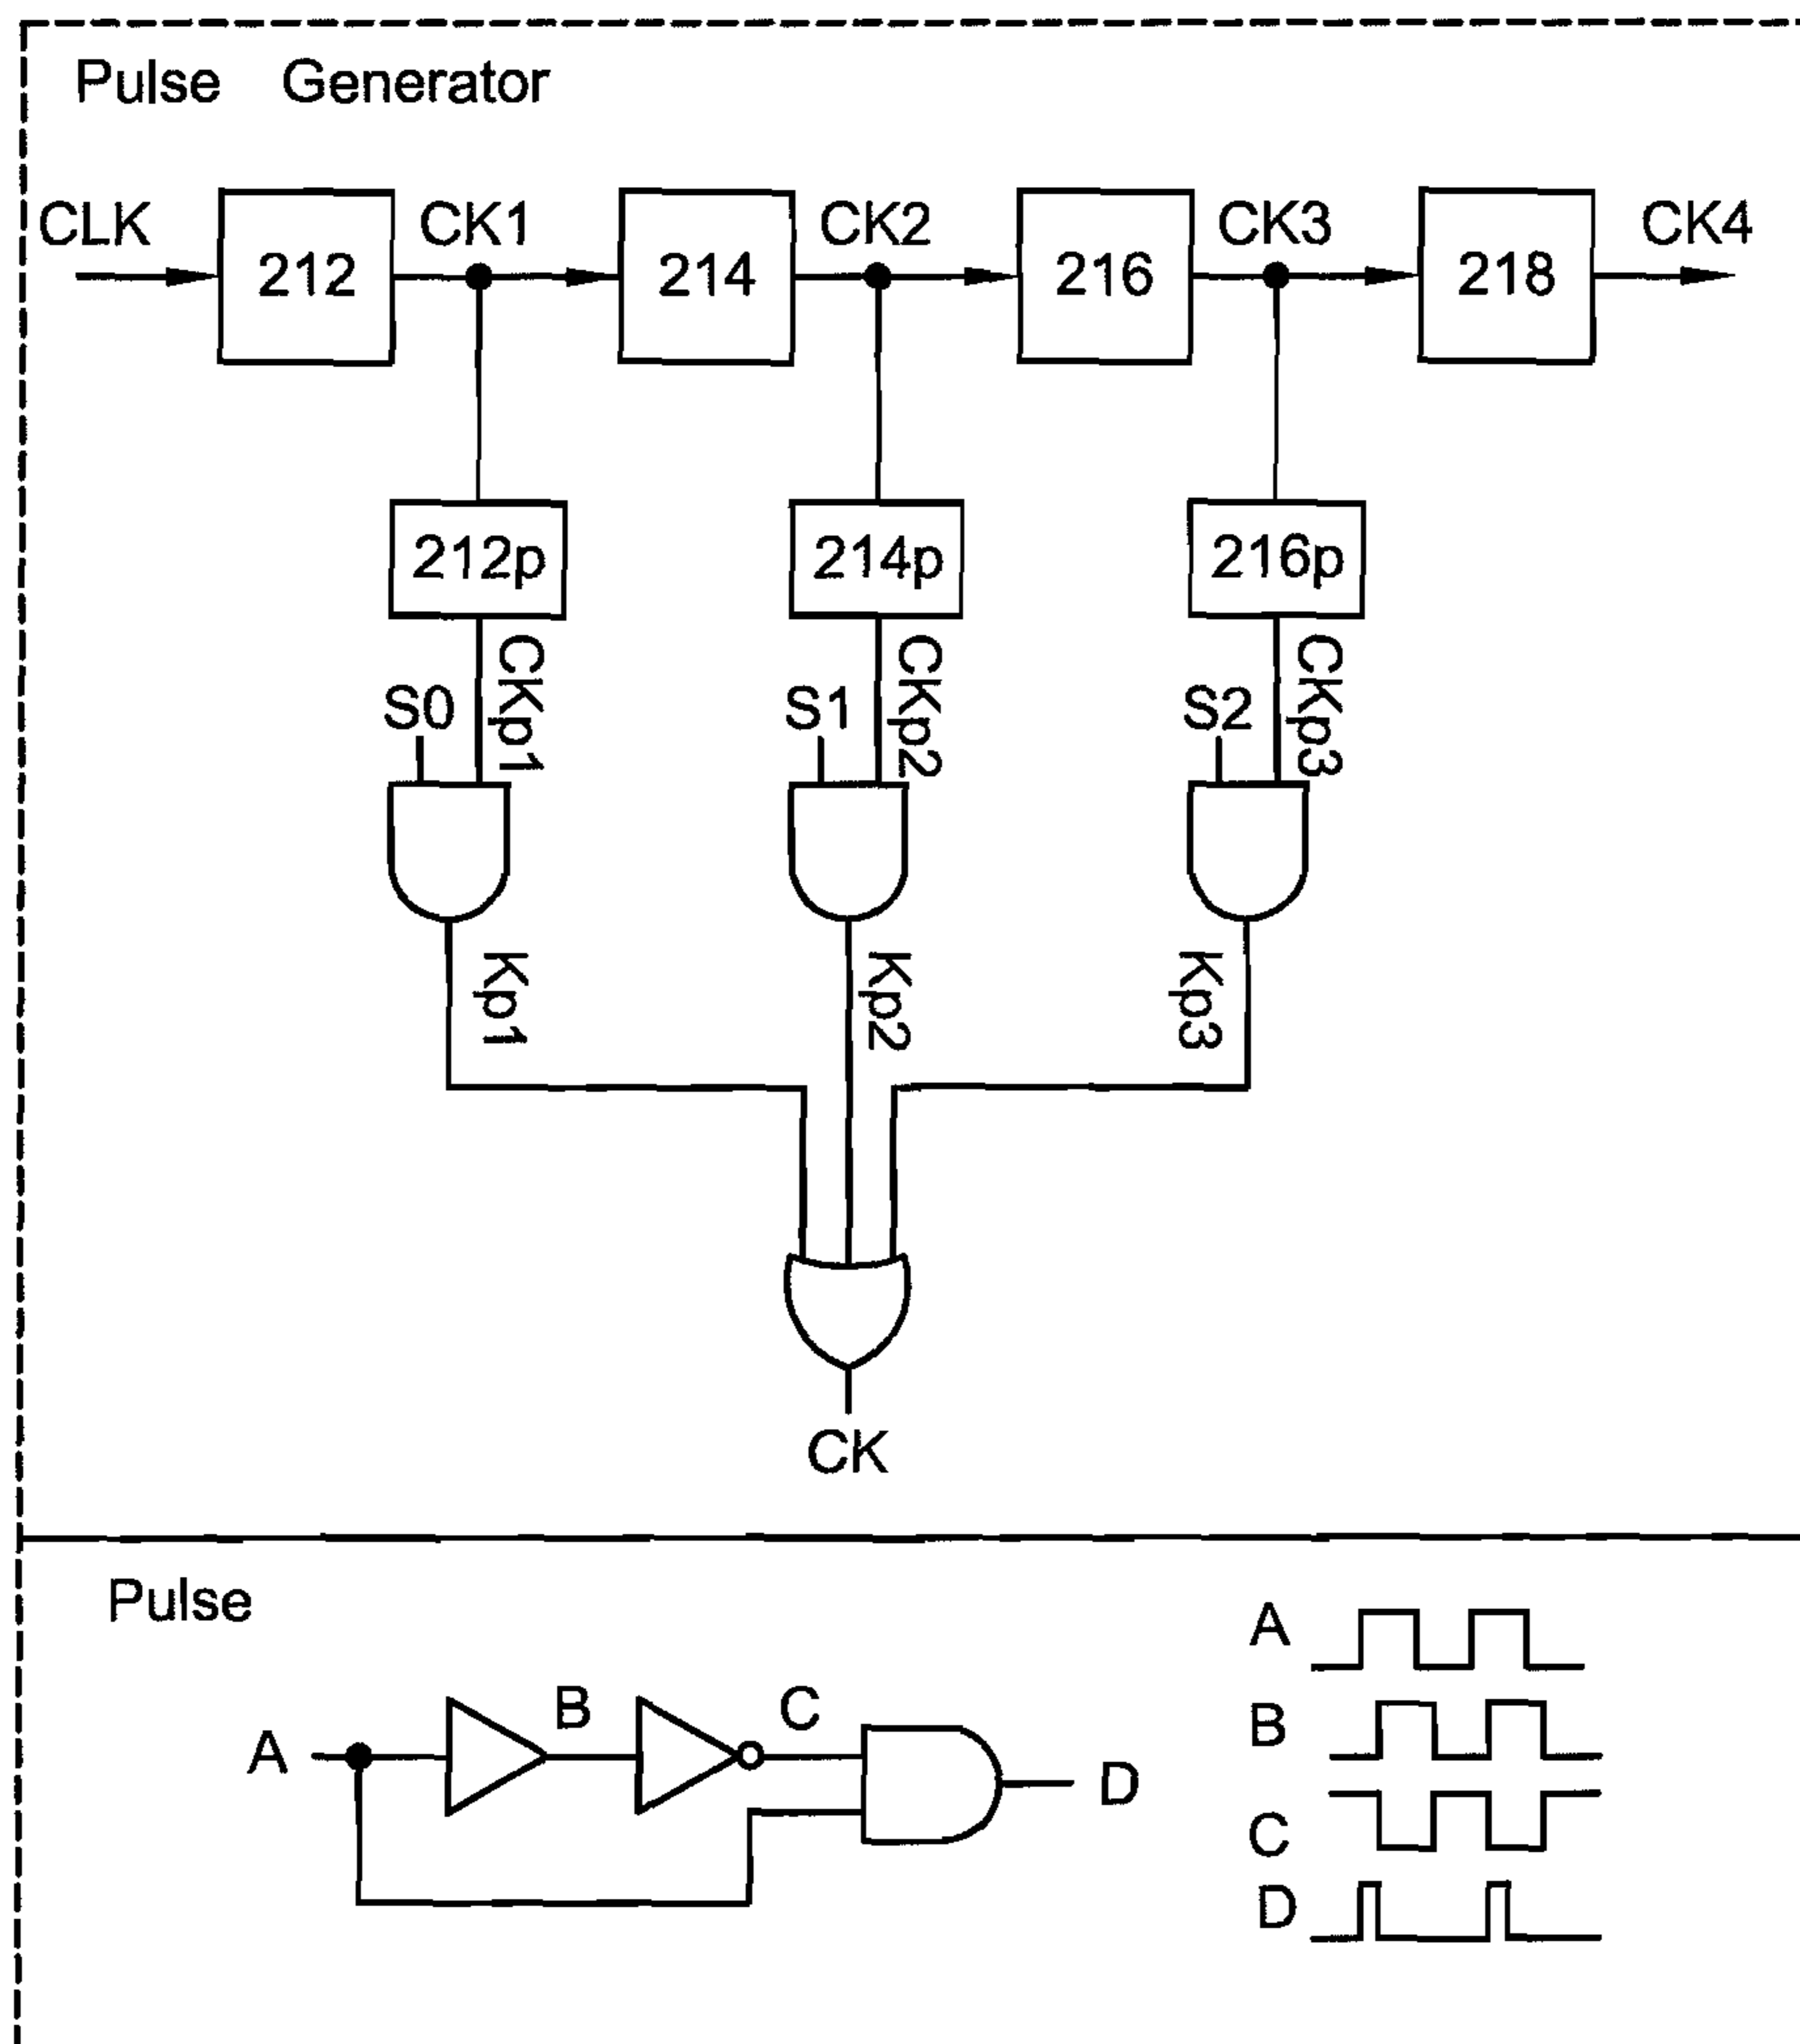 Pulse Generator
CLK CK1 CK2 CK3 CK4
212 214 216 218
212p 214p 216p
CKp1 CKp2 CKp3
S0 S1 S2
Kp1 Kp2 Kp3
CK
Pulse
A B C D
A
B
C
D